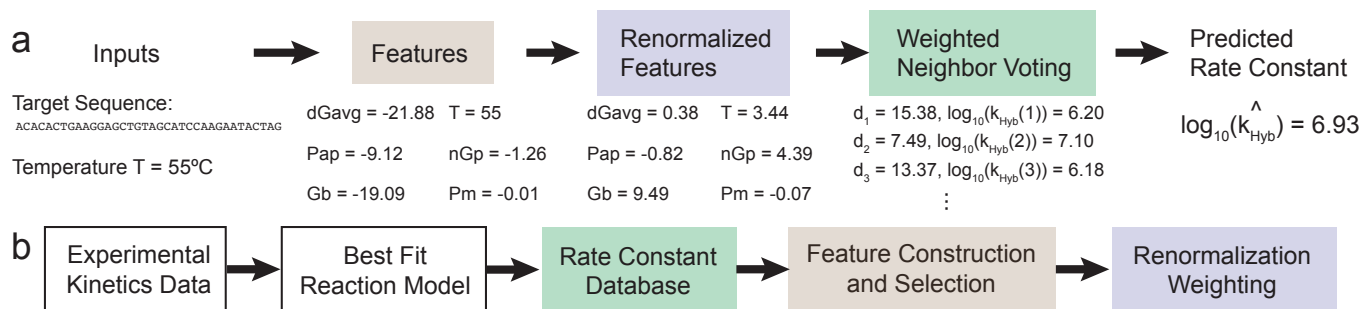 a
Inputs
Features
Renormalized
Features
Weighted
Neighbor Voting
Predicted
Rate Constant
Target Sequence:
ACACACTGAAGGAGCTGTAGCATCCAAGAATACTAG
Temperature T = 55ºC
dGavg = -21.88 T = 55
Pap = -9.12 nGp = -1.26
Gb = -19.09 Pm = -0.01
dGavg = 0.38 T = 3.44
Pap = -0.82 nGp = 4.39
Gb = 9.49 Pm = -0.07
d1 = 15.38, log10(kHyb(1)) = 6.20
d2 = 7.49, log10(kHyb(2)) = 7.10
d3 = 13.37, log10(kHyb(3)) = 6.18
⋮
log10(k̂Hyb) = 6.93
b
Experimental
Kinetics Data
Best Fit
Reaction Model
Rate Constant
Database
Feature Construction
and Selection
Renormalization
Weighting